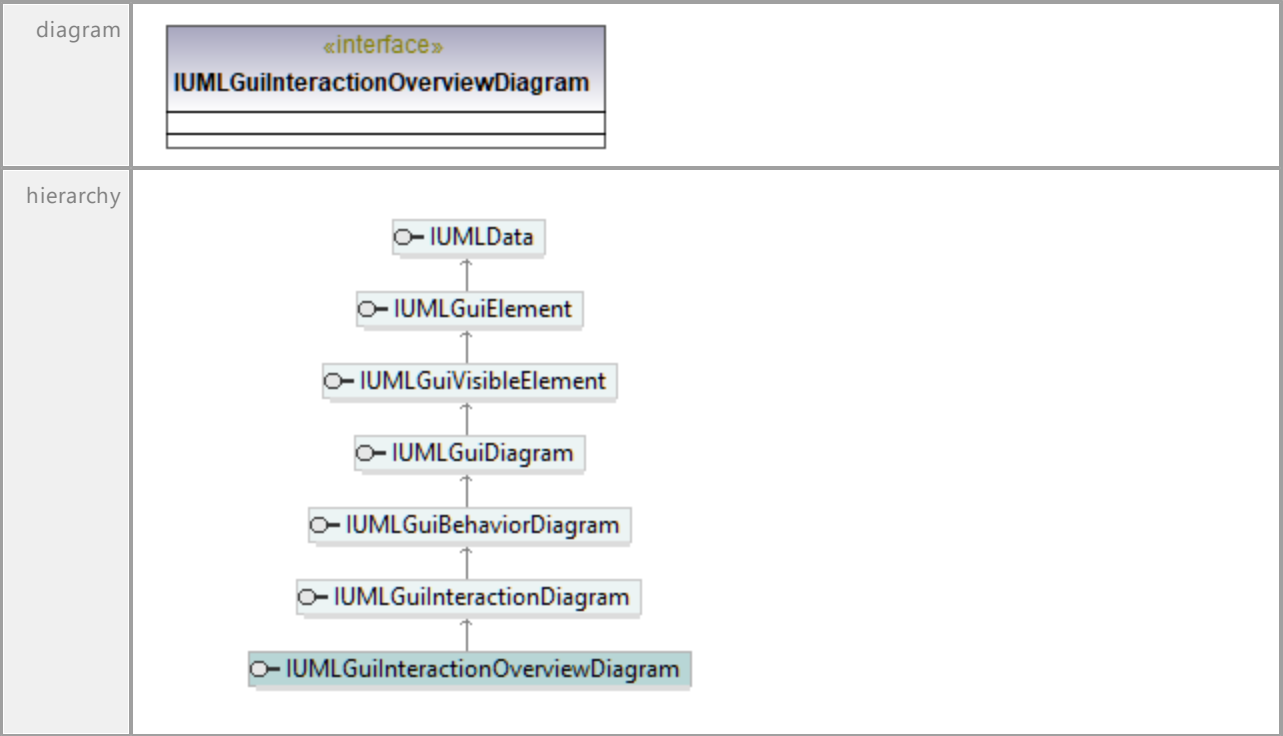 diagram
«interface»
IUMLGuiInteractionOverviewDiagram
hierarchy
IUMLData
IUMLGuiElement
IUMLGuiVisibleElement
IUMLGuiDiagram
IUMLGuiBehaviorDiagram
IUMLGuiInteractionDiagram
IUMLGuiInteractionOverviewDiagram